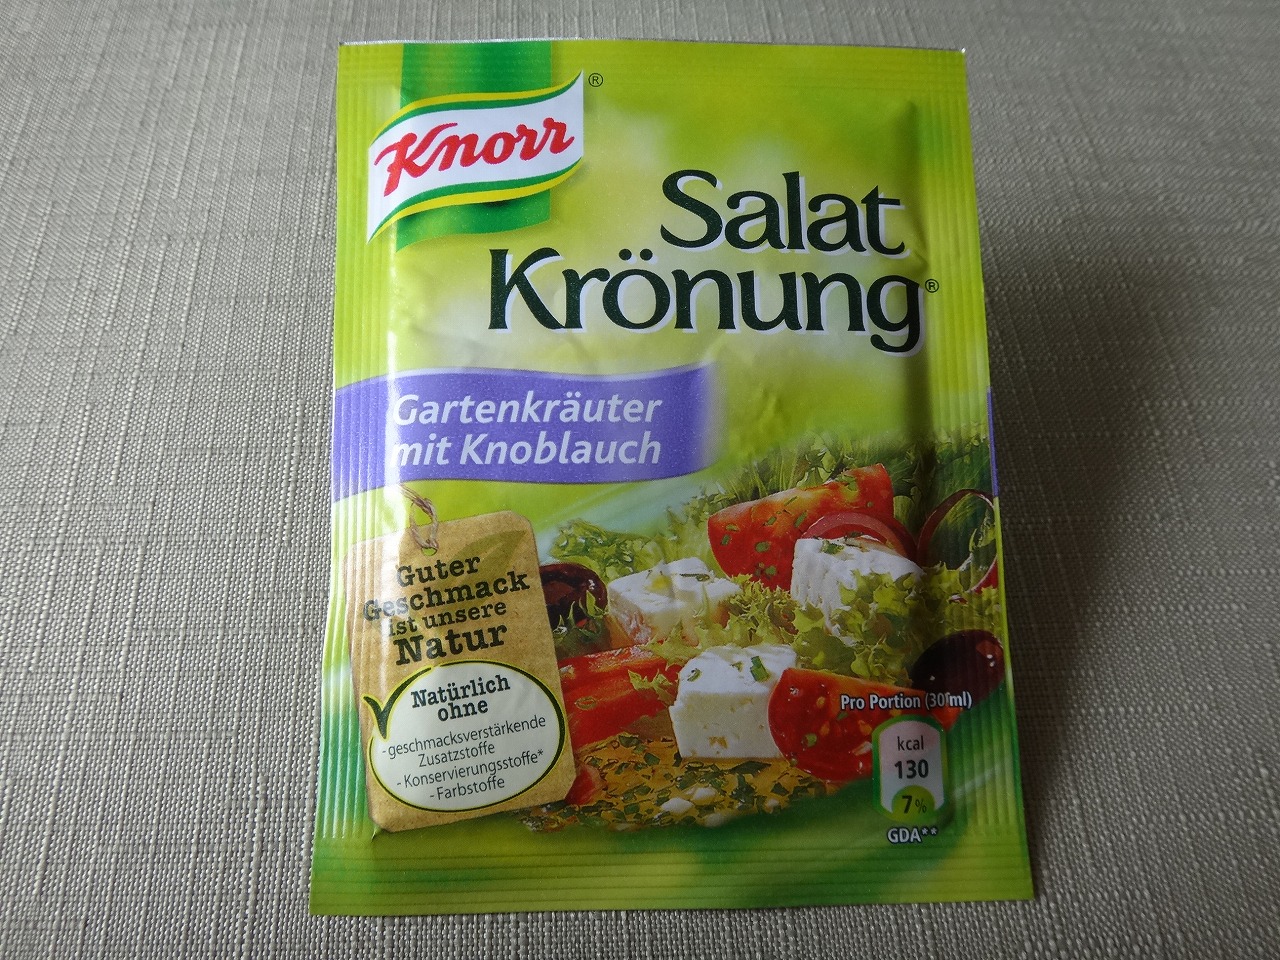 Knorr®
Salat
Krönung®
Gartenkräuter
mit Knoblauch
Guter
Geschmack
ist unsere
Natur
Natürlich
ohne
-geschmacksverstärkende
Zusatzstoffe
-Konservierungsstoffe*
-Farbstoffe
Pro Portion (30 ml)
kcal
130
7%
GDA**